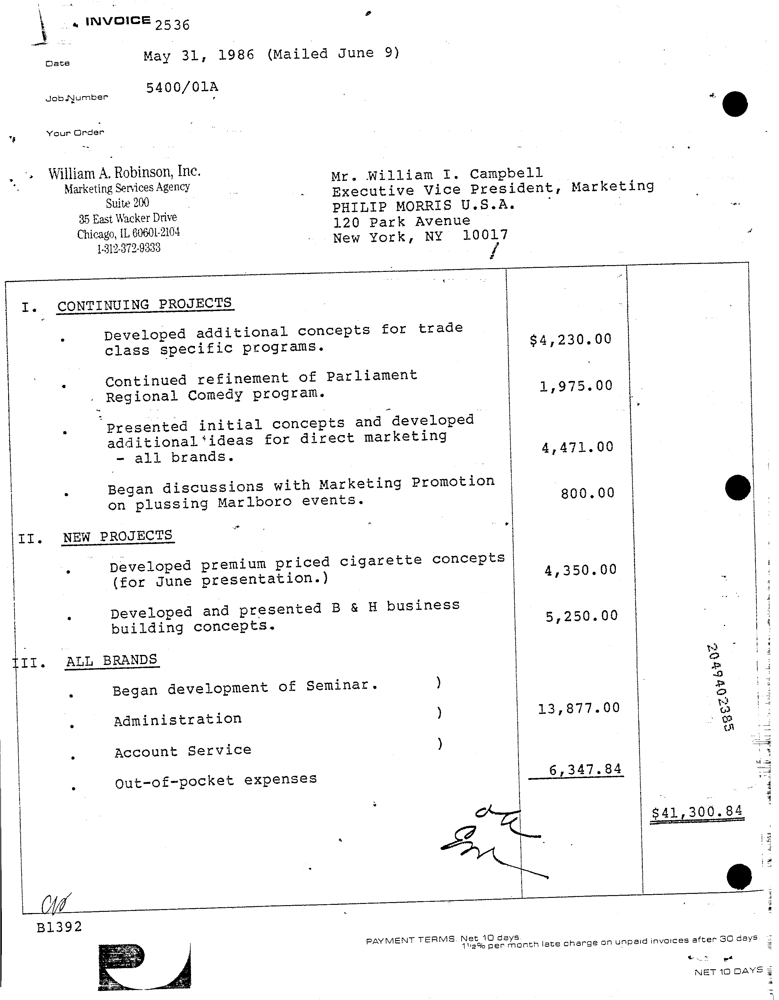 INVOICE 2536
Date May 31, 1986 (Mailed June 9)
Job Number 5400/01A
Your Order
William A. Robinson, Inc.
Marketing Services Agency
Suite 200
35 East Wacker Drive
Chicago, IL 60601-2104
1-312-372-9333
Mr. William I. Campbell
Executive Vice President, Marketing
PHILIP MORRIS U.S.A.
120 Park Avenue
New York, NY 10017
I. CONTINUING PROJECTS
. Developed additional concepts for trade
class specific programs. $4,230.00
. Continued refinement of Parliament
Regional Comedy program. 1,975.00
. Presented initial concepts and developed
additional ideas for direct marketing
- all brands. 4,471.00
. Began discussions with Marketing Promotion
on plussing Marlboro events. 800.00
II. NEW PROJECTS
. Developed premium priced cigarette concepts
(for June presentation.) 4,350.00
. Developed and presented B & H business
building concepts. 5,250.00
III. ALL BRANDS
. Began development of Seminar. )
. Administration ) 13,877.00
. Account Service )
. Out-of-pocket expenses 6,347.84
$41,300.84
2049402385
B1392
PAYMENT TERMS: Net 10 days
1½% per month late charge on unpaid invoices after 30 days
NET 10 DAYS